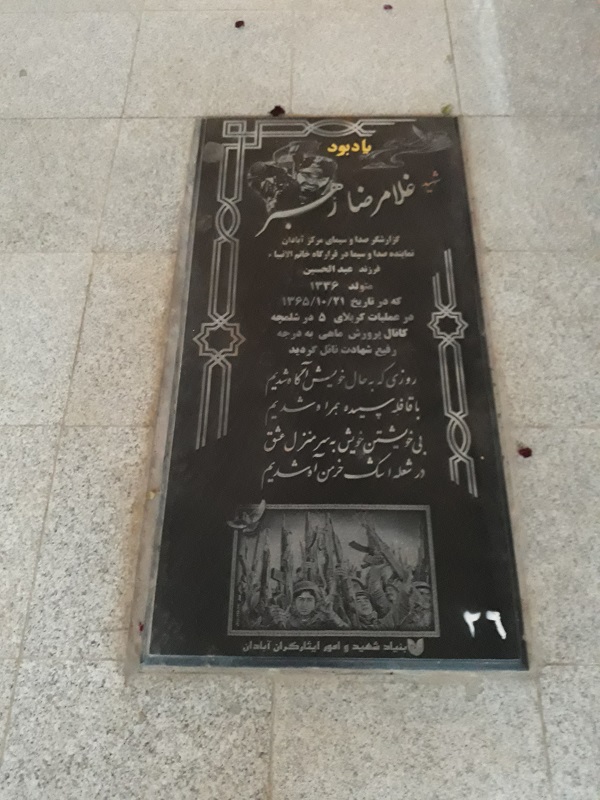 یادبود
شهید
غلامرضا رهبر
گزارشگر صدا و سیمای مرکز آبادان
نماینده صدا و سیما در قرارگاه خاتم الانبیاء
فرزند عبدالحسین
متولد ۱۳۳۶
که در تاریخ ۱۳۶۵/۱۰/۲۱
در عملیات کربلای ۵ در شلمچه
کانال پرورش ماهی به درجه
رفیع شهادت نائل گردید
روزی که به حال خویش آگاه شدیم
با قافله سپیده همراه شدیم
بی خویشتن خویش به سر منزل عشق
در شعله اشک خرمن آه شدیم
۲۶
بنیاد شهید و امور ایثارگران آبادان